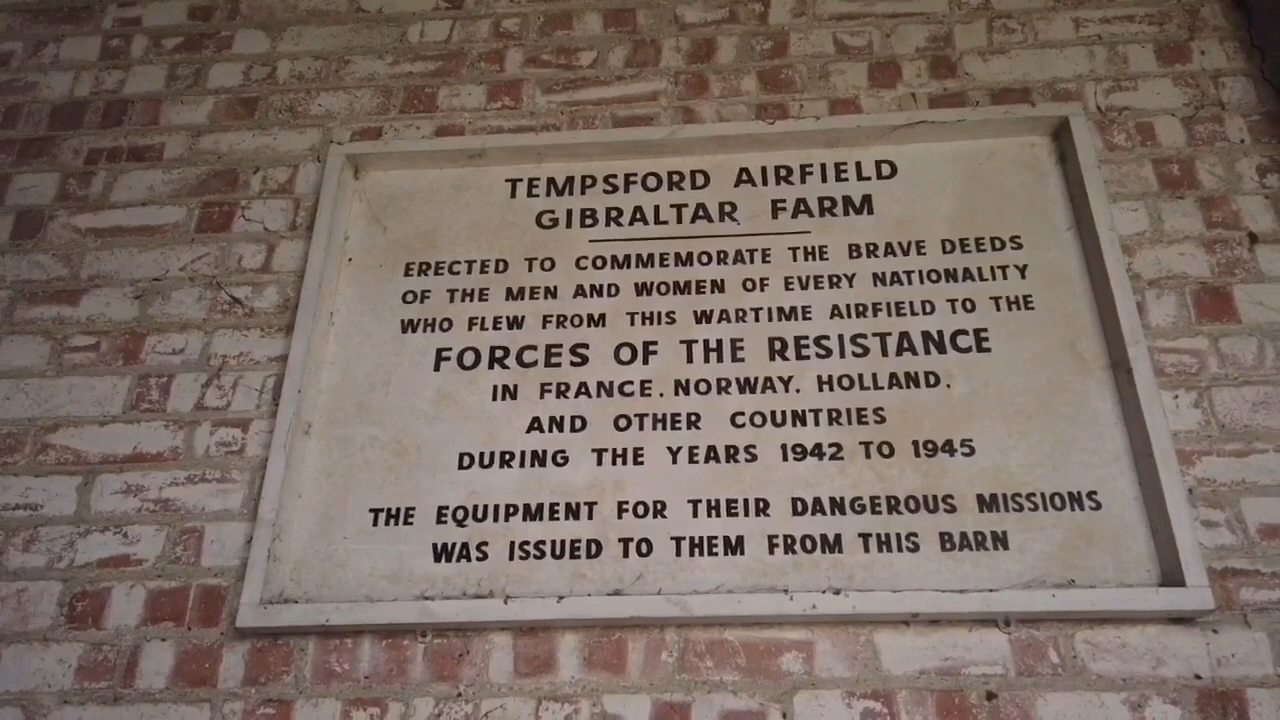 TEMPSFORD AIRFIELD
GIBRALTAR FARM
ERECTED TO COMMEMORATE THE BRAVE DEEDS
OF THE MEN AND WOMEN OF EVERY NATIONALITY
WHO FLEW FROM THIS WARTIME AIRFIELD TO THE
FORCES OF THE RESISTANCE
IN FRANCE, NORWAY, HOLLAND,
AND OTHER COUNTRIES
DURING THE YEARS 1942 TO 1945
THE EQUIPMENT FOR THEIR DANGEROUS MISSIONS
WAS ISSUED TO THEM FROM THIS BARN